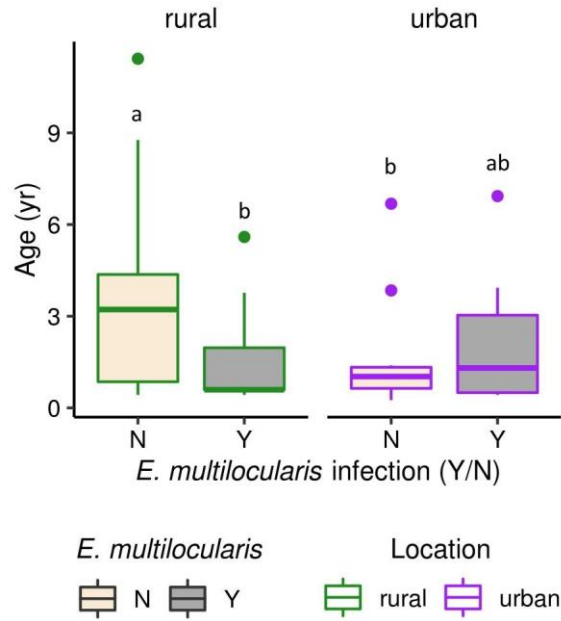 rural urban
a
b
b
ab
Age (yr)
9
6
3
0
N Y N Y
E. multilocularis infection (Y/N)
E. multilocularis Location
N Y rural urban